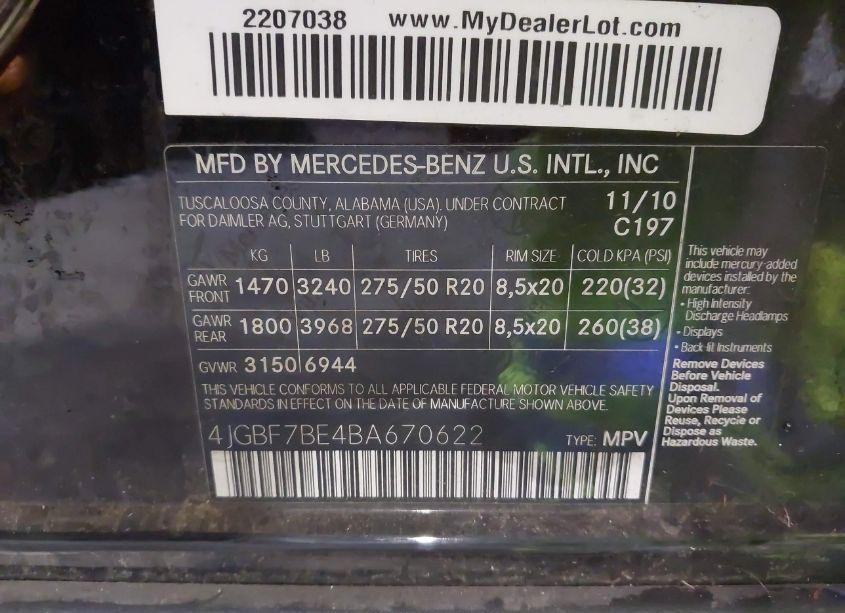 2207038 www.MyDealerLot.com
MFD BY MERCEDES-BENZ U.S. INTL., INC
TUSCALOOSA COUNTY, ALABAMA (USA). UNDER CONTRACT
FOR DAIMLER AG, STUTTGART (GERMANY)
11/10
C197
KG LB TIRES RIM SIZE COLD KPA (PSI)
GAWR FRONT 1470 3240 275/50 R20 8,5x20 220(32)
GAWR REAR 1800 3968 275/50 R20 8,5x20 260(38)
GVWR 3150 6944
THIS VEHICLE CONFORMS TO ALL APPLICABLE FEDERAL MOTOR VEHICLE SAFETY
STANDARDS IN EFFECT ON THE DATE OF MANUFACTURE SHOWN ABOVE.
4JGBF7BE4BA670622 TYPE: MPV
This vehicle may
include mercury-added
devices installed by the
manufacturer:
• High Intensity
Discharge Headlamps
• Displays
• Back-lit Instruments
Remove Devices
Before Vehicle
Disposal.
Upon Removal of
Devices Please
Reuse, Recycle or
Dispose as
Hazardous Waste.